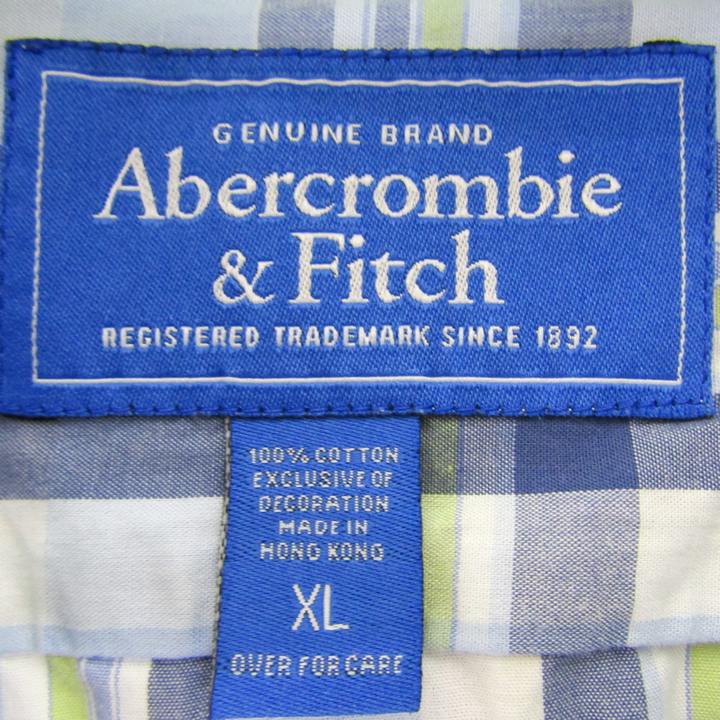 GENUINE BRAND
Abercrombie
& Fitch
REGISTERED TRADEMARK SINCE 1892
100% COTTON
EXCLUSIVE OF
DECORATION
MADE IN
HONG KONG
XL
OVER FOR CARE